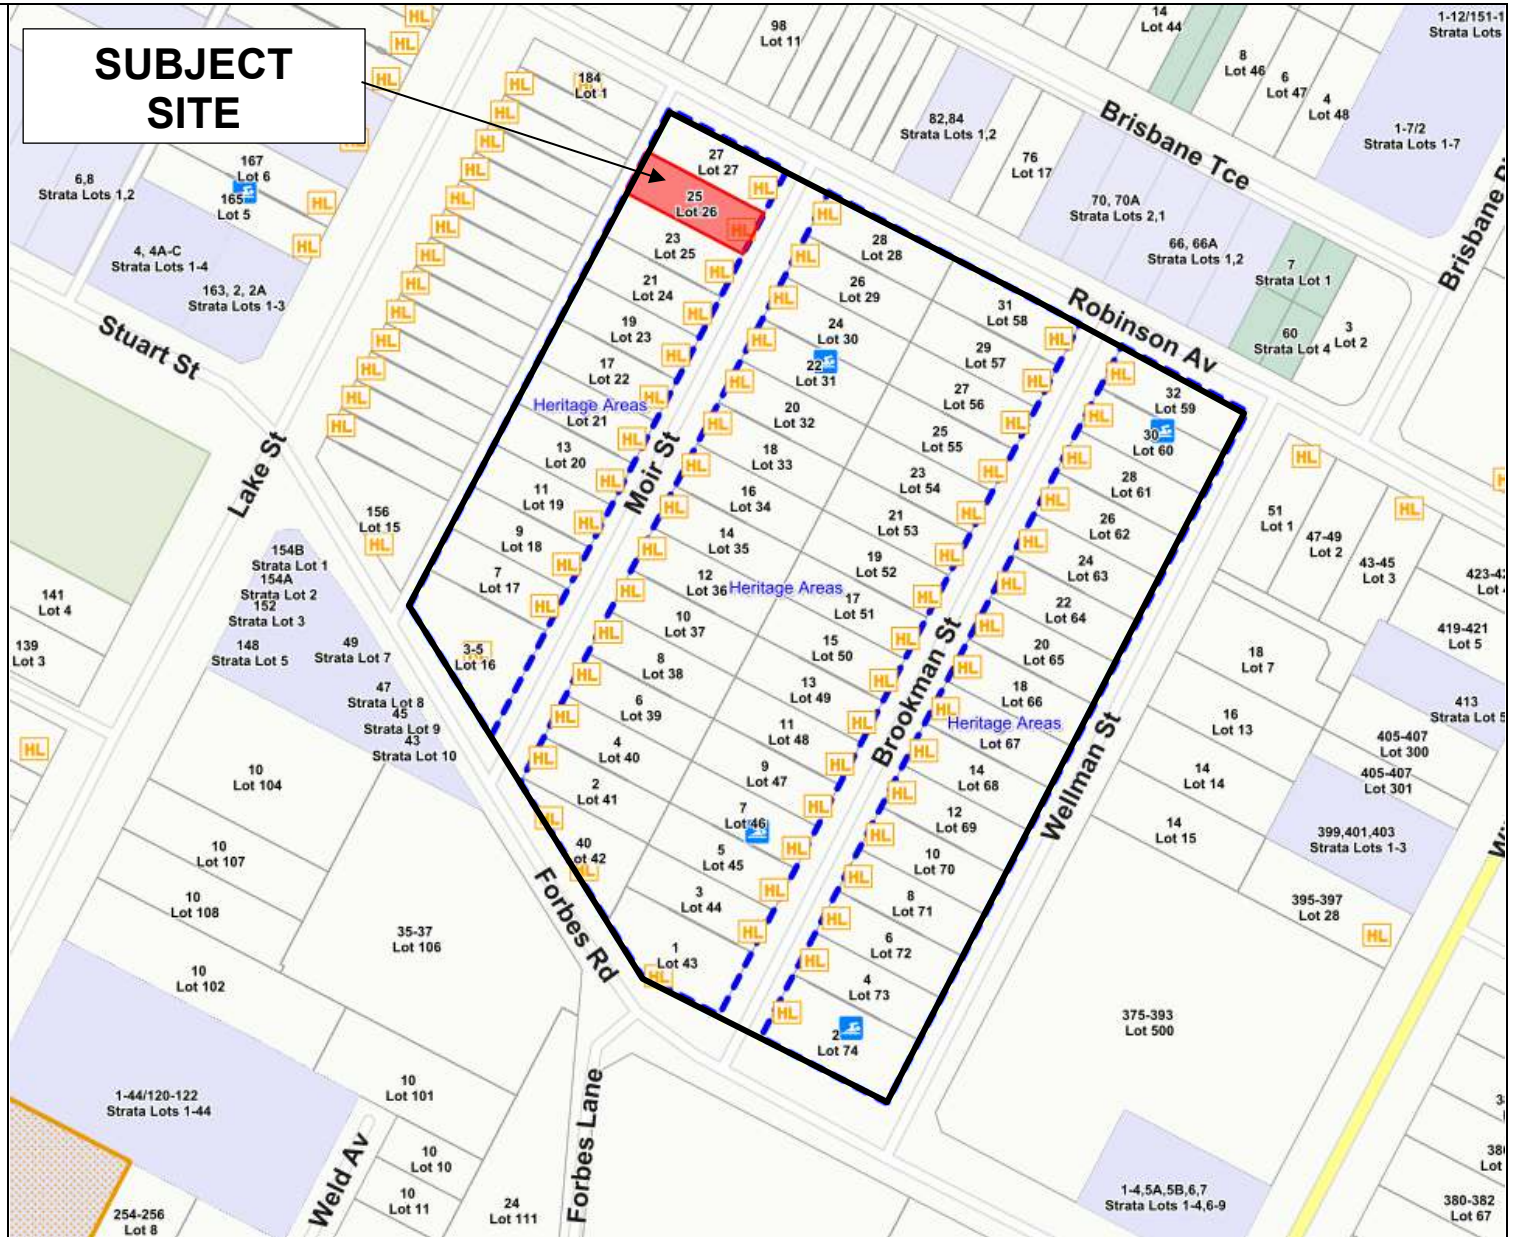 SUBJECT
SITE
HL
HL
HL
HL
HL
HL
184
Lot 1
98
Lot 11
14
Lot 44
8
Lot 46
6
Lot 47
4
Lot 48
1-12/151-1
Strata Lots
1-7/2
Strata Lots 1-7
82,84
Strata Lots 1,2
76
Lot 17
70, 70A
Strata Lots 2,1
66, 66A
Strata Lots 1,2
7
Strata Lot 1
60
Strata Lot 4
3
Lot 2
Brisbane Tce
Robinson Av
6,8
Strata Lots 1,2
167
Lot 6
165
Lot 5
4, 4A-C
Strata Lots 1-4
163, 2, 2A
Strata Lots 1-3
Stuart St
Lake St
27
Lot 27
25
Lot 26
23
Lot 25
21
Lot 24
19
Lot 23
17
Lot 22
Heritage Areas
Lot 21
13
Lot 20
11
Lot 19
9
Lot 18
7
Lot 17
3-5
Lot 16
Moir St
28
Lot 28
26
Lot 29
24
Lot 30
22
Lot 31
20
Lot 32
18
Lot 33
16
Lot 34
14
Lot 35
12
Lot 36
Heritage Areas
10
Lot 37
8
Lot 38
6
Lot 39
4
Lot 40
2
Lot 41
40
ot 42
31
Lot 58
29
Lot 57
27
Lot 56
25
Lot 55
23
Lot 54
21
Lot 53
19
Lot 52
17
Lot 51
15
Lot 50
13
Lot 49
11
Lot 48
9
Lot 47
7
Lot 46
5
Lot 45
3
Lot 44
1
Lot 43
Brookman St
32
Lot 59
30
Lot 60
28
Lot 61
26
Lot 62
24
Lot 63
22
Lot 64
20
Lot 65
18
Lot 66
Heritage Areas
Lot 67
14
Lot 68
12
Lot 69
10
Lot 70
8
Lot 71
6
Lot 72
4
Lot 73
2
Lot 74
Wellman St
51
Lot 1
47-49
Lot 2
43-45
Lot 3
419-421
Lot 5
18
Lot 7
413
16
Lot 13
405-407
Lot 300
405-407
Lot 301
14
Lot 14
14
Lot 15
399,401,403
Strata Lots 1-3
395-397
Lot 28
375-393
Lot 500
1-4,5A,5B,6,7
Strata Lots 1-4,6-9
380-382
Lot 67
156
Lot 15
154B
Strata Lot 1
154A
Strata Lot 2
152
Strata Lot 3
148
Strata Lot 5
49
Strata Lot 7
47
Strata Lot 8
45
Strata Lot 9
43
Strata Lot 10
141
Lot 4
139
Lot 3
10
Lot 104
10
Lot 107
10
Lot 108
35-37
Lot 106
10
Lot 102
Forbes Rd
Forbes Lane
1-44/120-122
Strata Lots 1-44
10
Lot 101
10
Lot 10
10
Lot 11
24
Lot 111
254-256
Lot 8
Weld Av